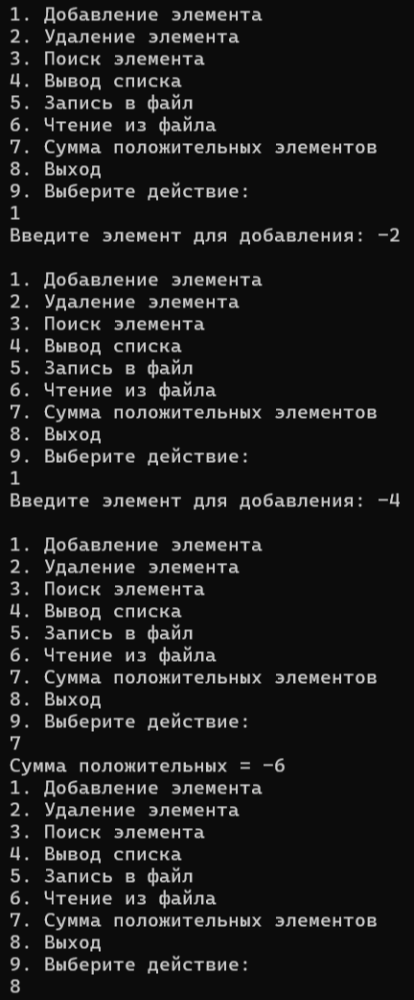 1. Добавление элемента
2. Удаление элемента
3. Поиск элемента
4. Вывод списка
5. Запись в файл
6. Чтение из файла
7. Сумма положительных элементов
8. Выход
9. Выберите действие:
1
Введите элемент для добавления: -2
1. Добавление элемента
2. Удаление элемента
3. Поиск элемента
4. Вывод списка
5. Запись в файл
6. Чтение из файла
7. Сумма положительных элементов
8. Выход
9. Выберите действие:
1
Введите элемент для добавления: -4
1. Добавление элемента
2. Удаление элемента
3. Поиск элемента
4. Вывод списка
5. Запись в файл
6. Чтение из файла
7. Сумма положительных элементов
8. Выход
9. Выберите действие:
7
Сумма положительных = -6
1. Добавление элемента
2. Удаление элемента
3. Поиск элемента
4. Вывод списка
5. Запись в файл
6. Чтение из файла
7. Сумма положительных элементов
8. Выход
9. Выберите действие:
8